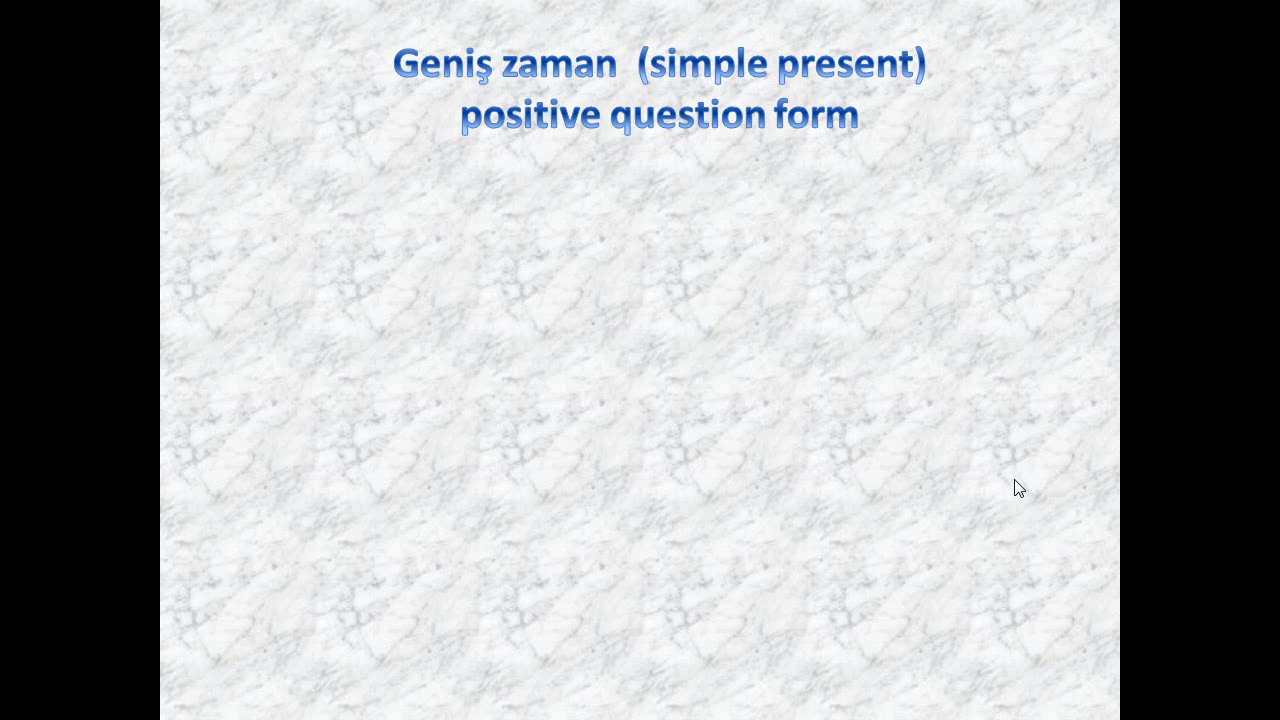 Geniş zaman (simple present)
positive question form